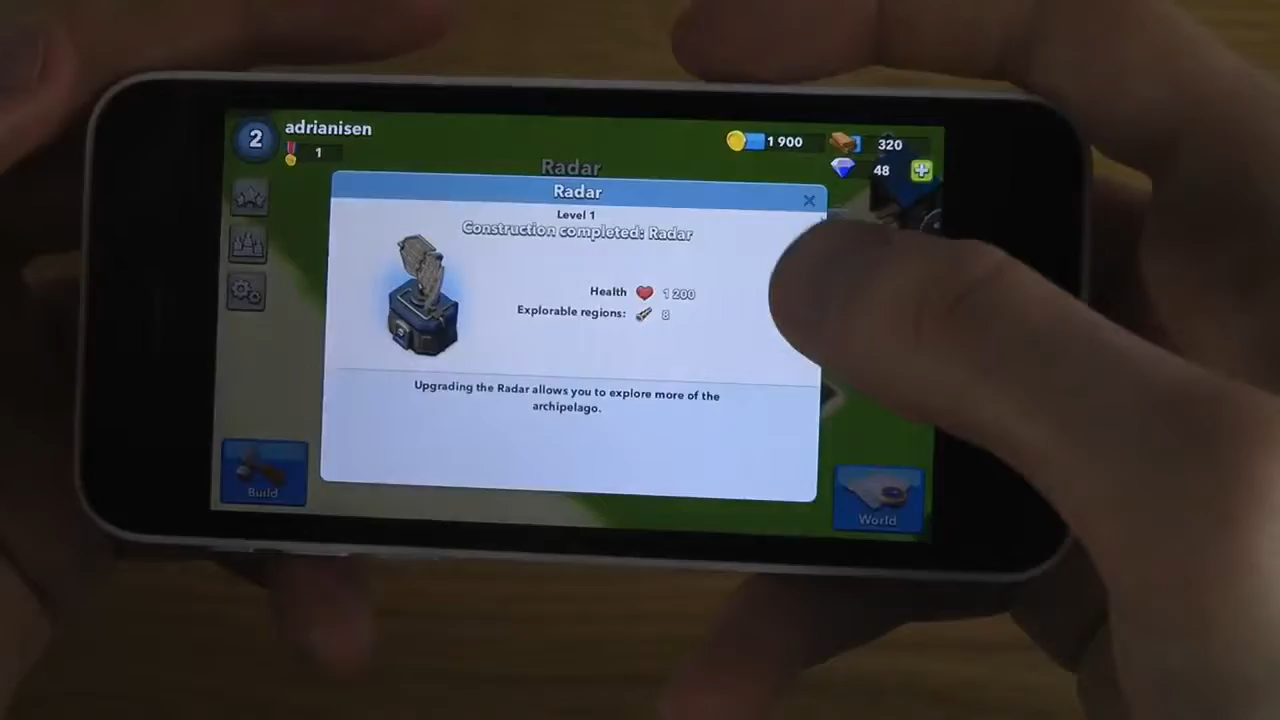 2
adrianisen
1
1 900
320
48
Radar
Radar
Level 1
Construction completed: Radar
Health 1 200
Explorable regions: 8
Upgrading the Radar allows you to explore more of the
archipelago.
Build
World